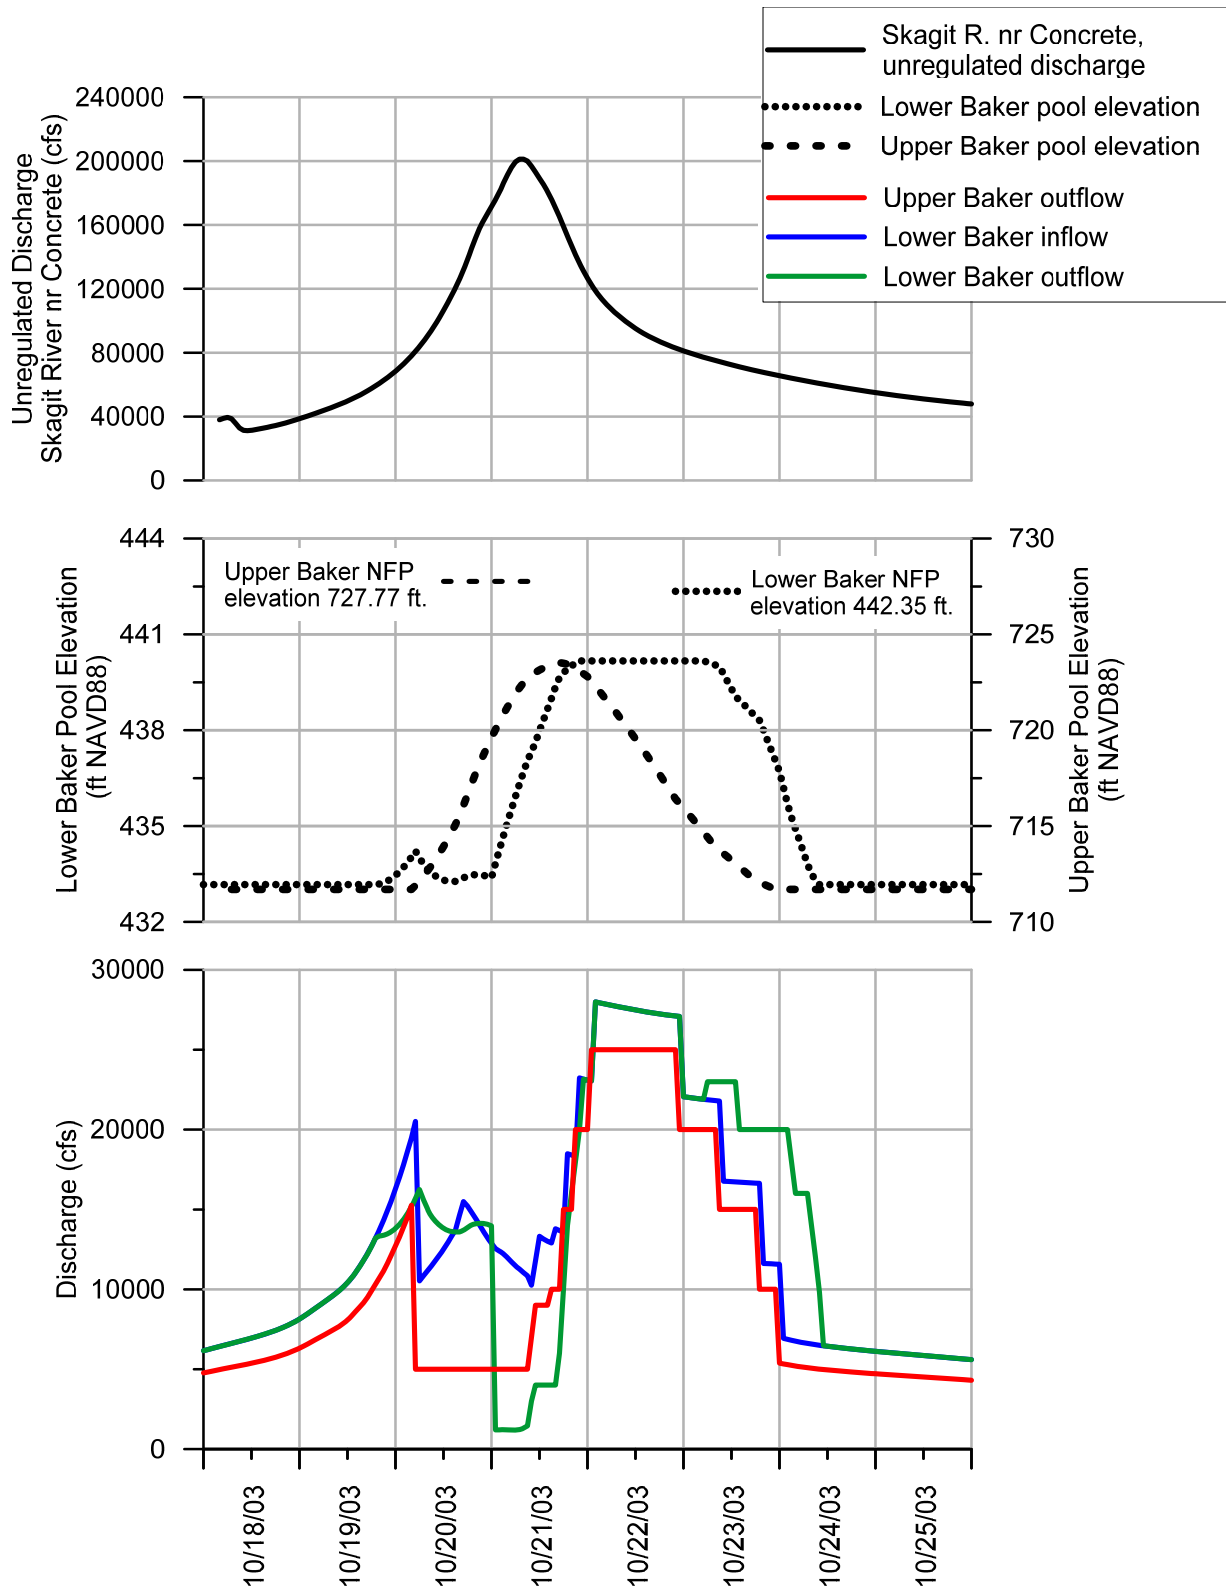 Skagit R. nr Concrete,
unregulated discharge
Lower Baker pool elevation
Upper Baker pool elevation
Upper Baker outflow
Lower Baker inflow
Lower Baker outflow
Unregulated Discharge
Skagit River nr Concrete (cfs)
240000
200000
160000
120000
80000
40000
0
Lower Baker Pool Elevation
(ft NAVD88)
444
441
438
435
432
Upper Baker NFP
elevation 727.77 ft.
Lower Baker NFP
elevation 442.35 ft.
730
725
720
715
710
Upper Baker Pool Elevation
(ft NAVD88)
Discharge (cfs)
30000
20000
10000
0
10/18/03
10/19/03
10/20/03
10/21/03
10/22/03
10/23/03
10/24/03
10/25/03